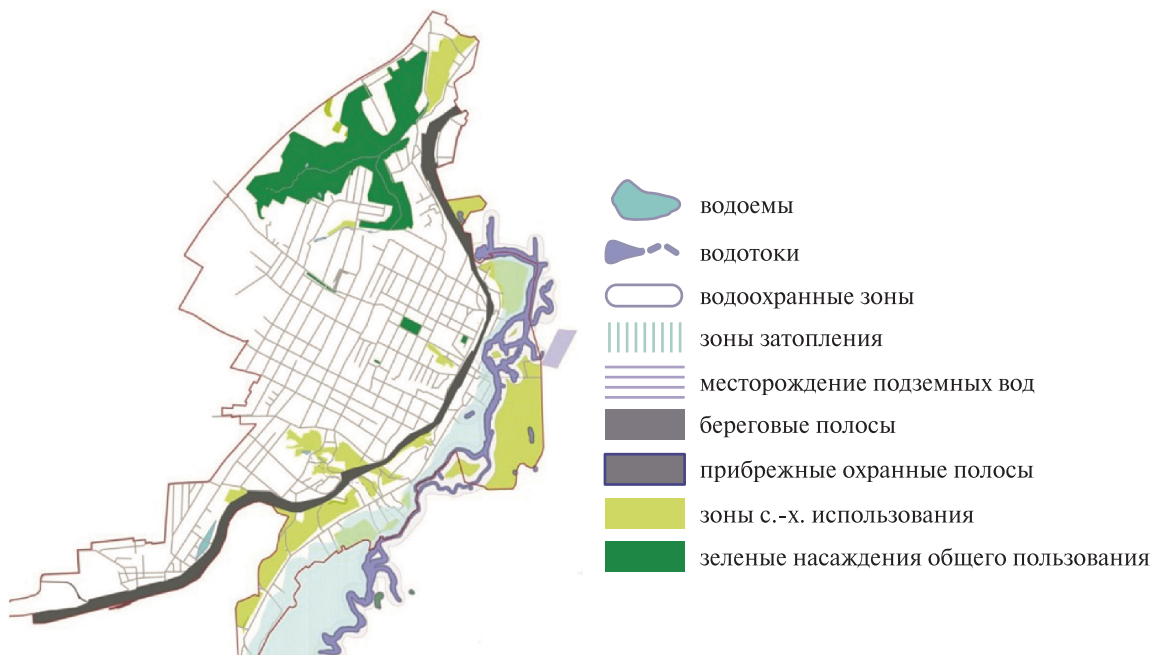 водоемы
водотоки
водоохранные зоны
зоны затопления
месторождение подземных вод
береговые полосы
прибрежные охранные полосы
зоны с.-х. использования
зеленые насаждения общего пользования